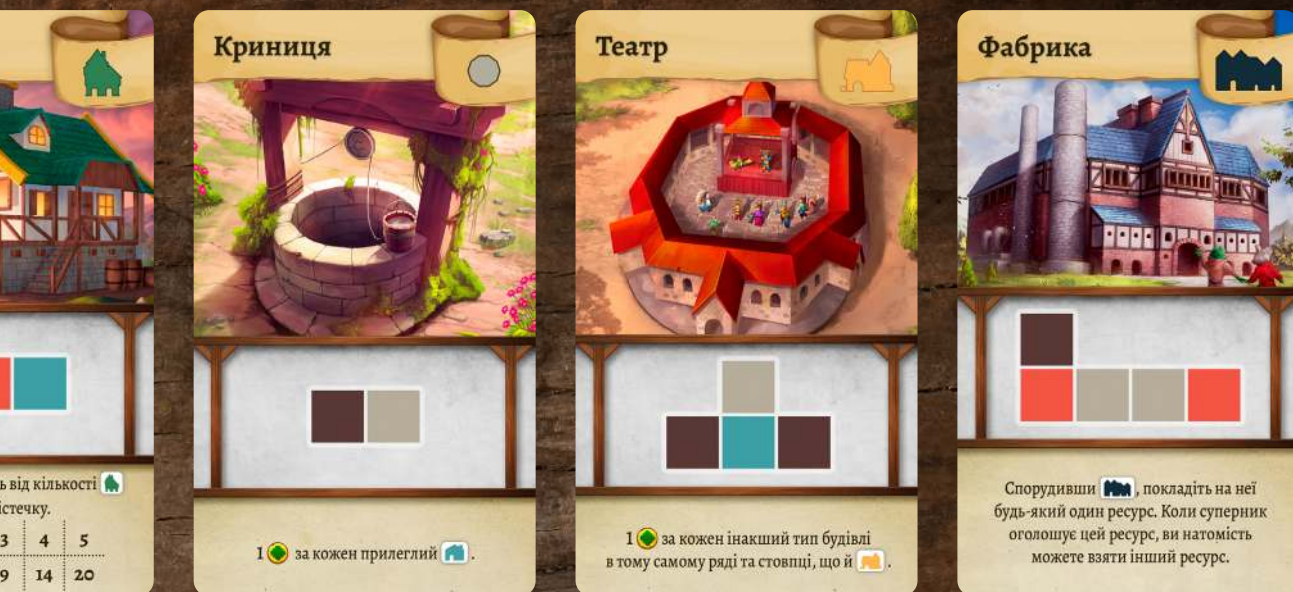 ь від кількості
істечку.
3 4 5
9 14 20
Криниця
1 за кожен прилеглий .
Театр
1 за кожен інакший тип будівлі
в тому самому ряді та стовпці, що й .
Фабрика
Спорудивши , покладіть на неї
будь-який один ресурс. Коли суперник
оголошує цей ресурс, ви натомість
можете взяти інший ресурс.